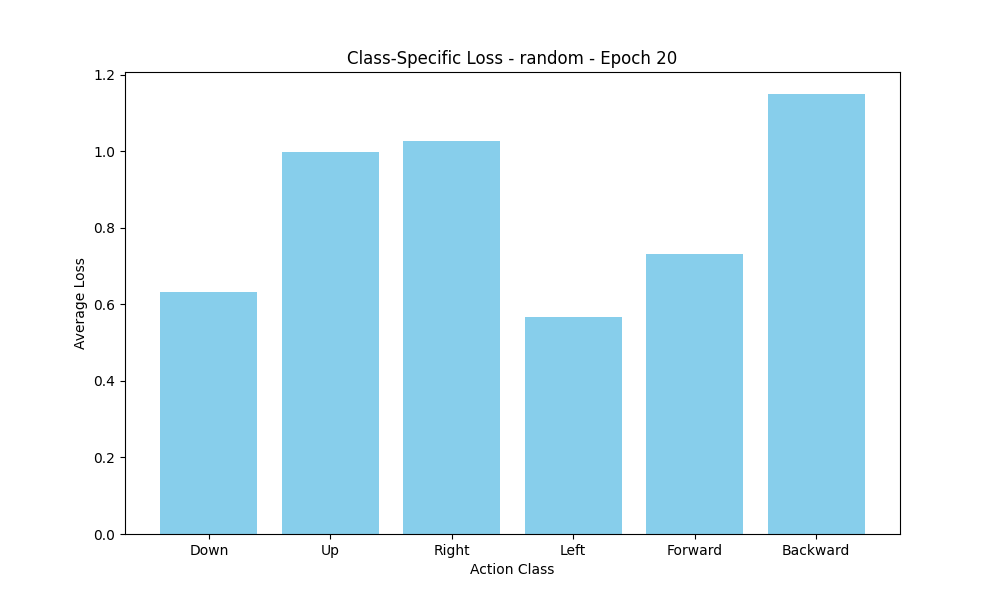 Class-Specific Loss - random - Epoch 20
1.2
1.0
0.8
0.6
0.4
0.2
0.0
Average Loss
Down Up Right Left Forward Backward
Action Class